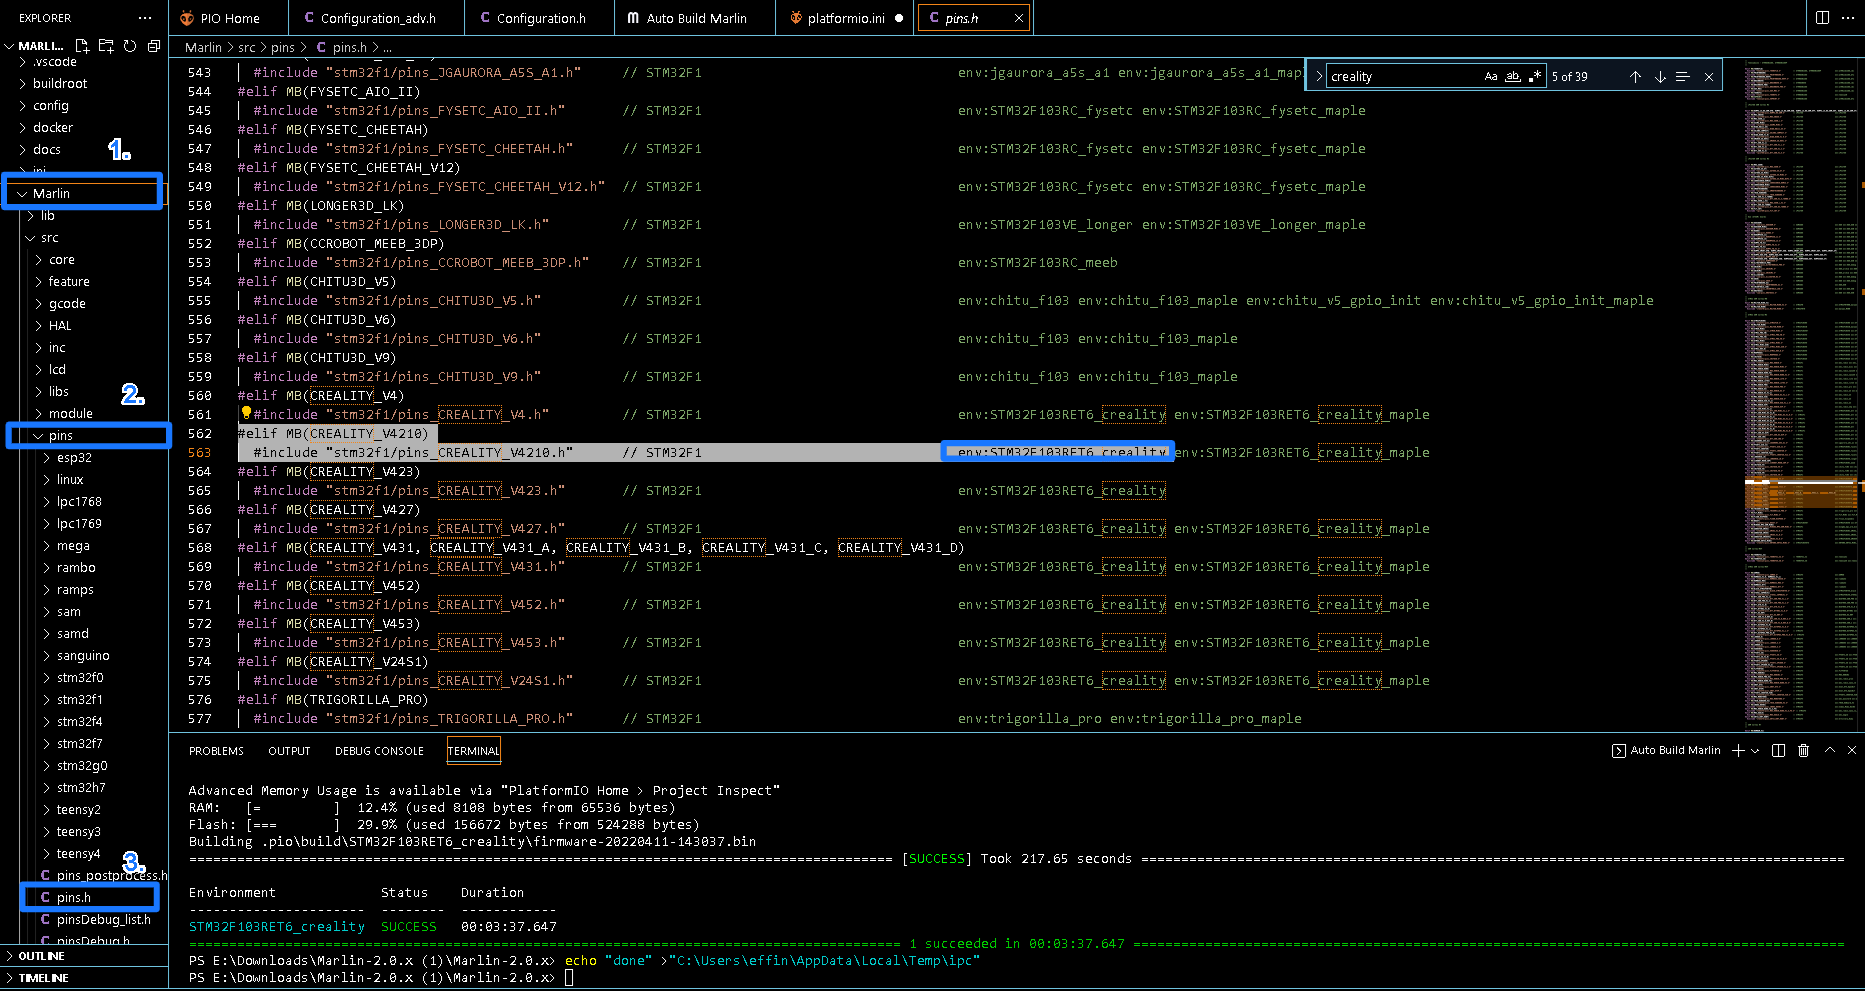 EXPLORER ...
PIO Home
Configuration_adv.h
Configuration.h
Auto Build Marlin
platformio.ini
pins.h
MARLI...
Marlin > src > pins > C pins.h > ...
.vscode
buildroot
config
docker
docs
1.
ini
Marlin
lib
src
core
feature
gcode
HAL
inc
lcd
libs
2.
module
pins
esp32
linux
lpc1768
lpc1769
mega
rambo
ramps
sam
samd
sanguino
stm32f0
stm32f1
stm32f4
stm32f7
stm32g0
stm32h7
teensy2
teensy3
teensy4
3.
pins_postprocess.h
pins.h
pinsDebug_list.h
pinsDebug.h
OUTLINE
TIMELINE
creality Aa ab .* 5 of 39
543 #include "stm32f1/pins_JGAURORA_A5S_A1.h" // STM32F1 env:jgaurora_a5s_a1 env:jgaurora_a5s_a1_map
544 #elif MB(FYSETC_AIO_II)
545 #include "stm32f1/pins_FYSETC_AIO_II.h" // STM32F1 env:STM32F103RC_fysetc env:STM32F103RC_fysetc_maple
546 #elif MB(FYSETC_CHEETAH)
547 #include "stm32f1/pins_FYSETC_CHEETAH.h" // STM32F1 env:STM32F103RC_fysetc env:STM32F103RC_fysetc_maple
548 #elif MB(FYSETC_CHEETAH_V12)
549 #include "stm32f1/pins_FYSETC_CHEETAH_V12.h" // STM32F1 env:STM32F103RC_fysetc env:STM32F103RC_fysetc_maple
550 #elif MB(LONGER3D_LK)
551 #include "stm32f1/pins_LONGER3D_LK.h" // STM32F1 env:STM32F103VE_longer env:STM32F103VE_longer_maple
552 #elif MB(CCROBOT_MEEB_3DP)
553 #include "stm32f1/pins_CCROBOT_MEEB_3DP.h" // STM32F1 env:STM32F103RC_meeb
554 #elif MB(CHITU3D_V5)
555 #include "stm32f1/pins_CHITU3D_V5.h" // STM32F1 env:chitu_f103 env:chitu_f103_maple env:chitu_v5_gpio_init env:chitu_v5_gpio_init_maple
556 #elif MB(CHITU3D_V6)
557 #include "stm32f1/pins_CHITU3D_V6.h" // STM32F1 env:chitu_f103 env:chitu_f103_maple
558 #elif MB(CHITU3D_V9)
559 #include "stm32f1/pins_CHITU3D_V9.h" // STM32F1 env:chitu_f103 env:chitu_f103_maple
560 #elif MB(CREALITY_V4)
561 #include "stm32f1/pins_CREALITY_V4.h" // STM32F1 env:STM32F103RET6_creality env:STM32F103RET6_creality_maple
562 #elif MB(CREALITY_V4210)
563 #include "stm32f1/pins_CREALITY_V4210.h" // STM32F1 env:STM32F103RET6_creality env:STM32F103RET6_creality_maple
564 #elif MB(CREALITY_V423)
565 #include "stm32f1/pins_CREALITY_V423.h" // STM32F1 env:STM32F103RET6_creality
566 #elif MB(CREALITY_V427)
567 #include "stm32f1/pins_CREALITY_V427.h" // STM32F1 env:STM32F103RET6_creality env:STM32F103RET6_creality_maple
568 #elif MB(CREALITY_V431, CREALITY_V431_A, CREALITY_V431_B, CREALITY_V431_C, CREALITY_V431_D)
569 #include "stm32f1/pins_CREALITY_V431.h" // STM32F1 env:STM32F103RET6_creality env:STM32F103RET6_creality_maple
570 #elif MB(CREALITY_V452)
571 #include "stm32f1/pins_CREALITY_V452.h" // STM32F1 env:STM32F103RET6_creality env:STM32F103RET6_creality_maple
572 #elif MB(CREALITY_V453)
573 #include "stm32f1/pins_CREALITY_V453.h" // STM32F1 env:STM32F103RET6_creality env:STM32F103RET6_creality_maple
574 #elif MB(CREALITY_V24S1)
575 #include "stm32f1/pins_CREALITY_V24S1.h" // STM32F1 env:STM32F103RET6_creality env:STM32F103RET6_creality_maple
576 #elif MB(TRIGORILLA_PRO)
577 #include "stm32f1/pins_TRIGORILLA_PRO.h" // STM32F1 env:trigorilla_pro env:trigorilla_pro_maple
PROBLEMS OUTPUT DEBUG CONSOLE TERMINAL Auto Build Marlin
Advanced Memory Usage is available via "PlatformIO Home > Project Inspect"
RAM: [= ] 12.4% (used 8108 bytes from 65536 bytes)
Flash: [=== ] 29.9% (used 156672 bytes from 524288 bytes)
Building .pio\build\STM32F103RET6_creality\firmware-20220411-143037.bin
[SUCCESS] Took 217.65 seconds
Environment Status Duration
STM32F103RET6_creality SUCCESS 00:03:37.647
1 succeeded in 00:03:37.647
PS E:\Downloads\Marlin-2.0.x (1)\Marlin-2.0.x> echo "done" >"C:\Users\effin\AppData\Local\Temp\ipc"
PS E:\Downloads\Marlin-2.0.x (1)\Marlin-2.0.x>